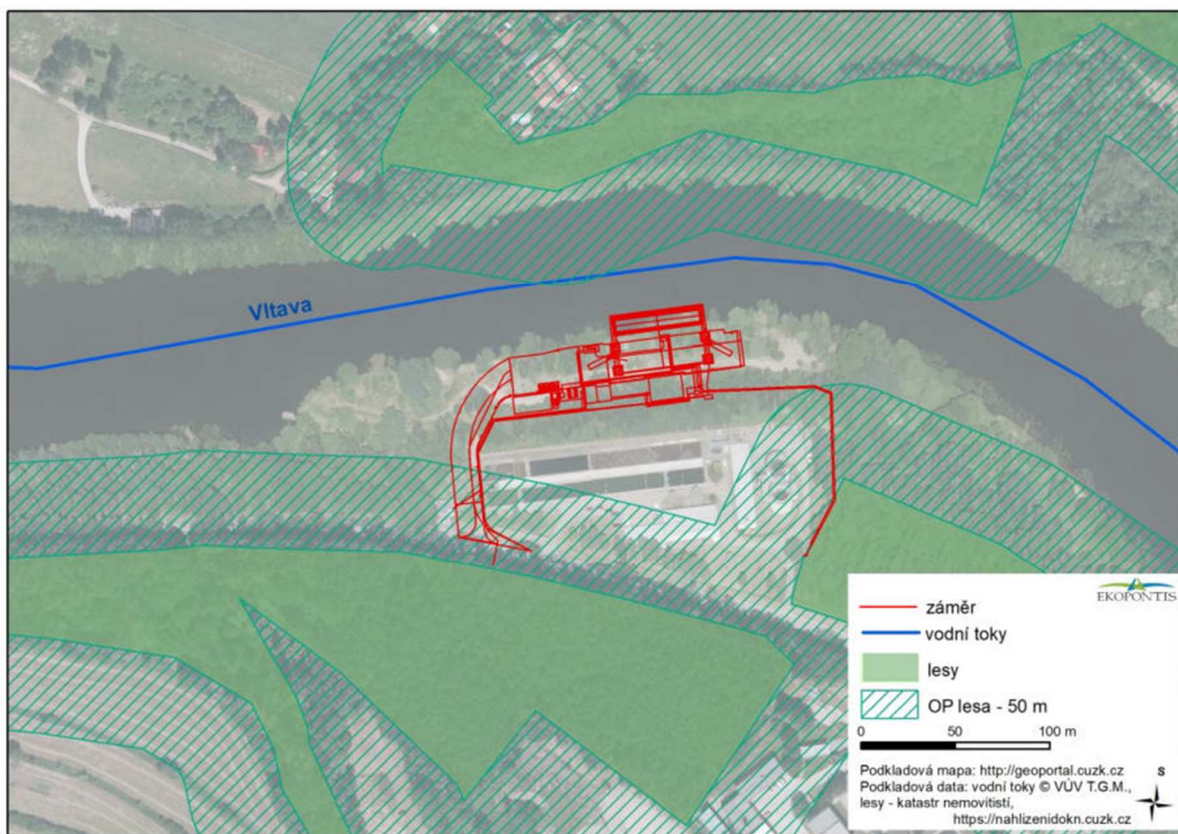 Vltava
EKOPONTIS
záměr
vodní toky
lesy
OP lesa - 50 m
0 50 100 m
Podkladová mapa: http://geoportal.cuzk.cz
S
Podkladová data: vodní toky © VÚV T.G.M.,
lesy - katastr nemovitistí,
https://nahlizenidokn.cuzk.cz